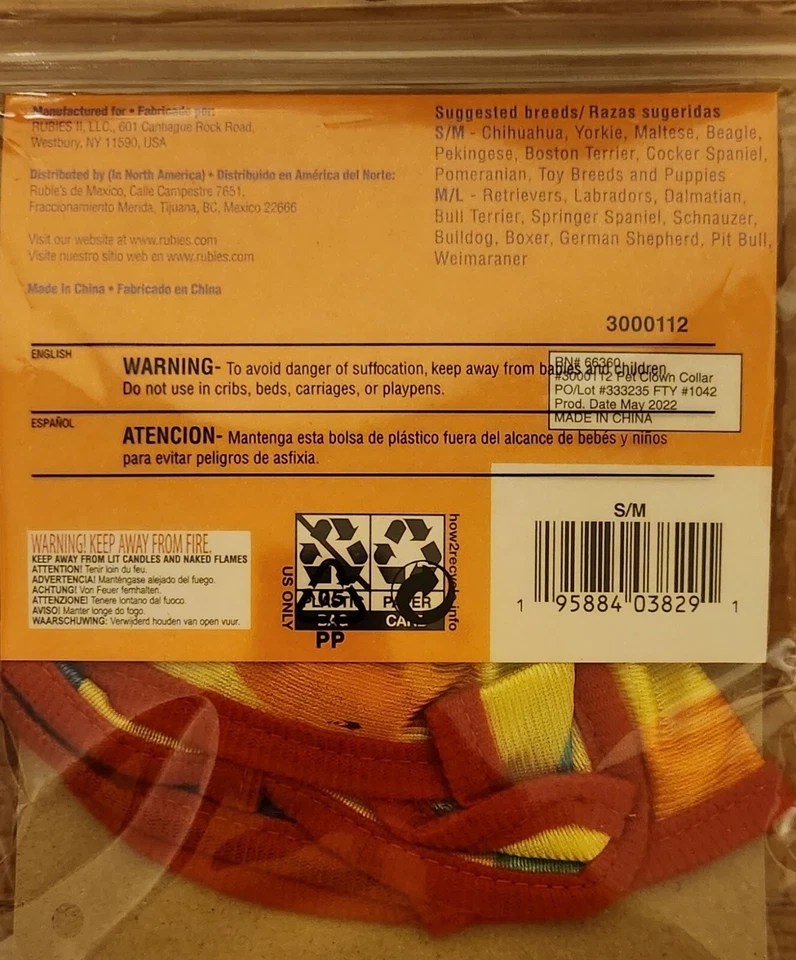 Manufactured for • Fabricado por:
RUBIES II, LLC., 601 Cantiague Rock Road,
Westbury, NY 11590, USA
Distributed by (In North America) • Distribuido en América del Norte:
Rubie's de Mexico, Calle Campestre 7651,
Fraccionamiento Merida, Tijuana, BC, Mexico 22666
Visit our website at www.rubies.com
Visite nuestro sitio web en www.rubies.com
Made in China • Fabricado en China
Suggested breeds/ Razas sugeridas
S/M - Chihuahua, Yorkie, Maltese, Beagle,
Pekingese, Boston Terrier, Cocker Spaniel,
Pomeranian, Toy Breeds and Puppies
M/L - Retrievers, Labradors, Dalmatian,
Bull Terrier, Springer Spaniel, Schnauzer,
Bulldog, Boxer, German Shepherd, Pit Bull,
Weimaraner
3000112
ENGLISH
WARNING- To avoid danger of suffocation, keep away from babies and children.
Do not use in cribs, beds, carriages, or playpens.
RN# 66360
#3000112 Pet Clown Collar
PO/Lot #333235 FTY #1042
Prod. Date May 2022
MADE IN CHINA
ESPAÑOL
ATENCION- Mantenga esta bolsa de plástico fuera del alcance de bebés y niños
para evitar peligros de asfixia.
WARNING! KEEP AWAY FROM FIRE.
KEEP AWAY FROM LIT CANDLES AND NAKED FLAMES
ATTENTION! Tenir loin du feu.
ADVERTENCIA! Manténgase alejado del fuego.
ACHTUNG! Von Feuer fernhalten.
ATTENZIONE! Tenere lontano dal fuoco.
AVISO! Manter longe do fogo.
WAARSCHUWING: Verwijderd houden van open vuur.
US ONLY
PLASTIC
BAG
PAPER
CARD
how2recycle.info
05
PP
S/M
1 95884 03829 1